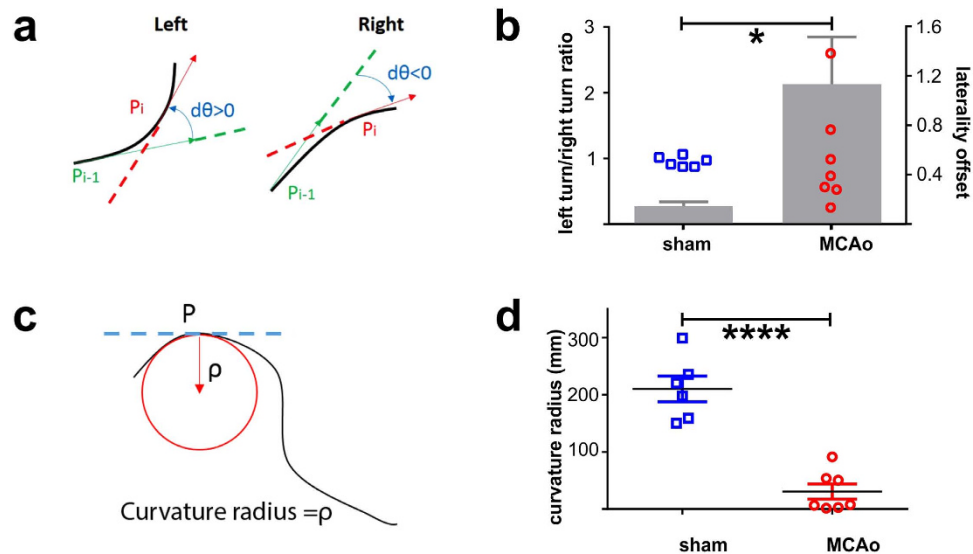 a
Left
Right
Pi
dθ>0
Pi-1
dθ<0
Pi
Pi-1
b
left turn/right turn ratio
3
2
1
*
1.6
1.2
0.8
0.4
laterality offset
sham
MCAo
c
P
ρ
Curvature radius =ρ
d
curvature radius (mm)
300
200
100
****
sham
MCAo